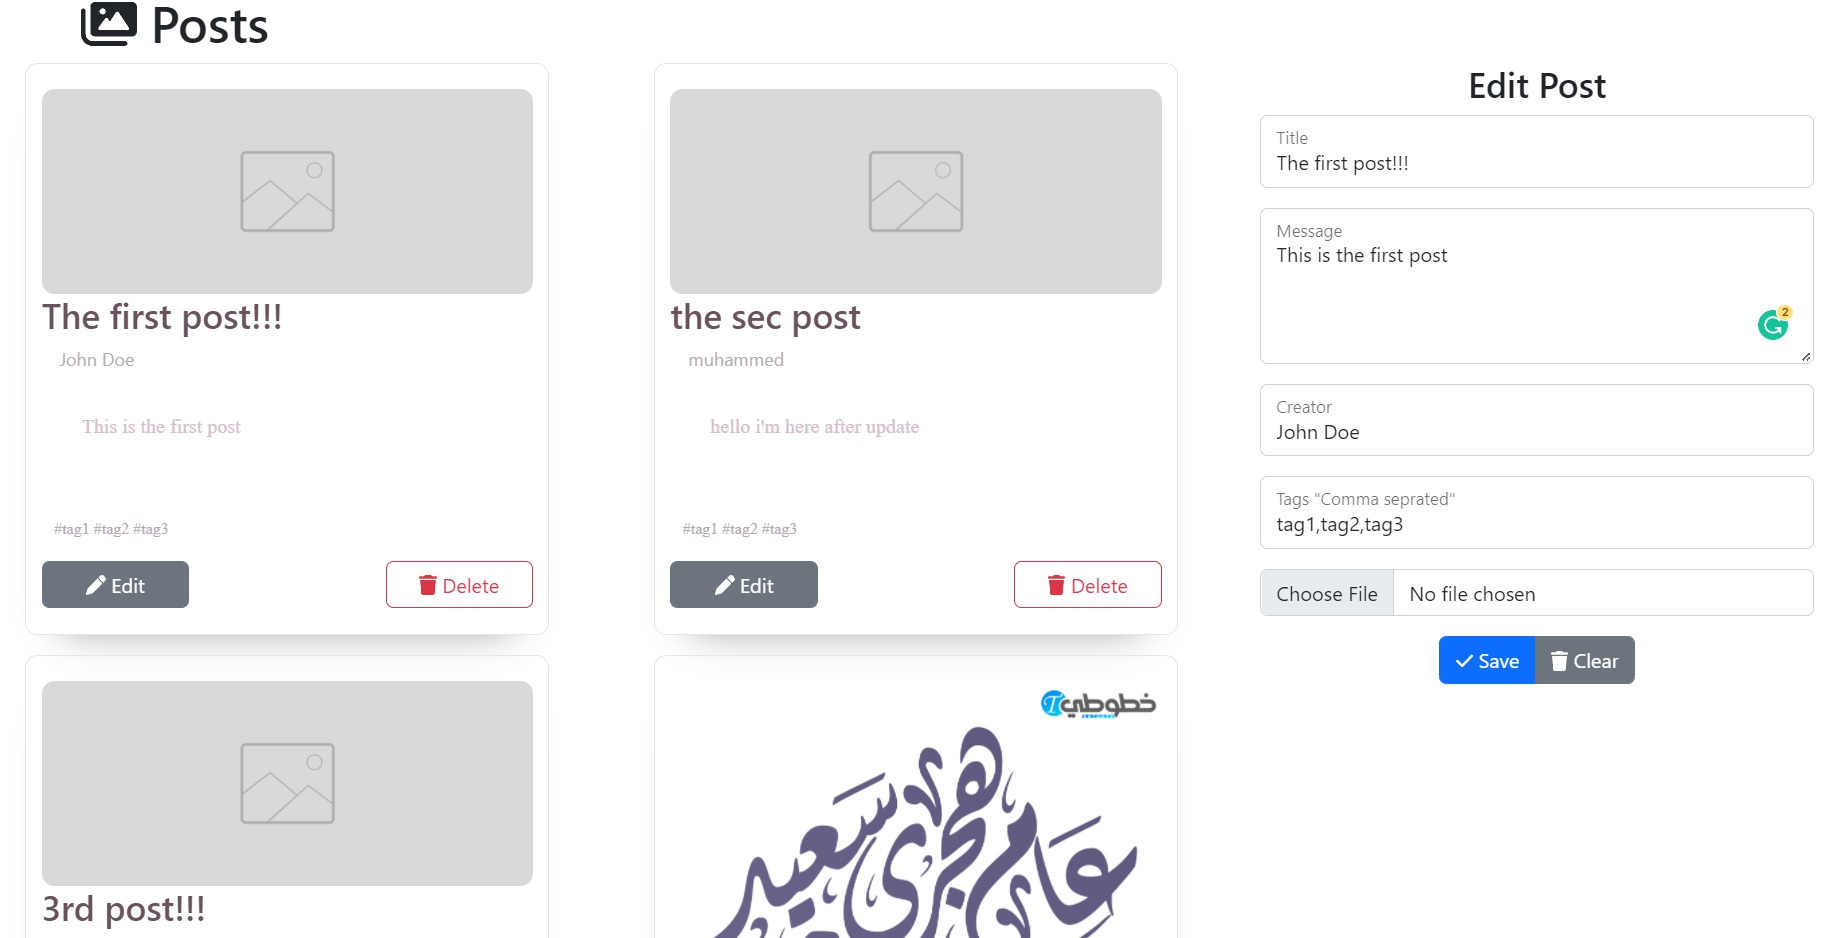 Posts
The first post!!!
John Doe
This is the first post
#tag1 #tag2 #tag3
Edit
Delete
the sec post
muhammed
hello i'm here after update
#tag1 #tag2 #tag3
Edit
Delete
3rd post!!!
خطوطي
عام هجري سعيد
Edit Post
Title
The first post!!!
Message
This is the first post
2
Creator
John Doe
Tags "Comma seprated"
tag1,tag2,tag3
Choose File
No file chosen
Save
Clear